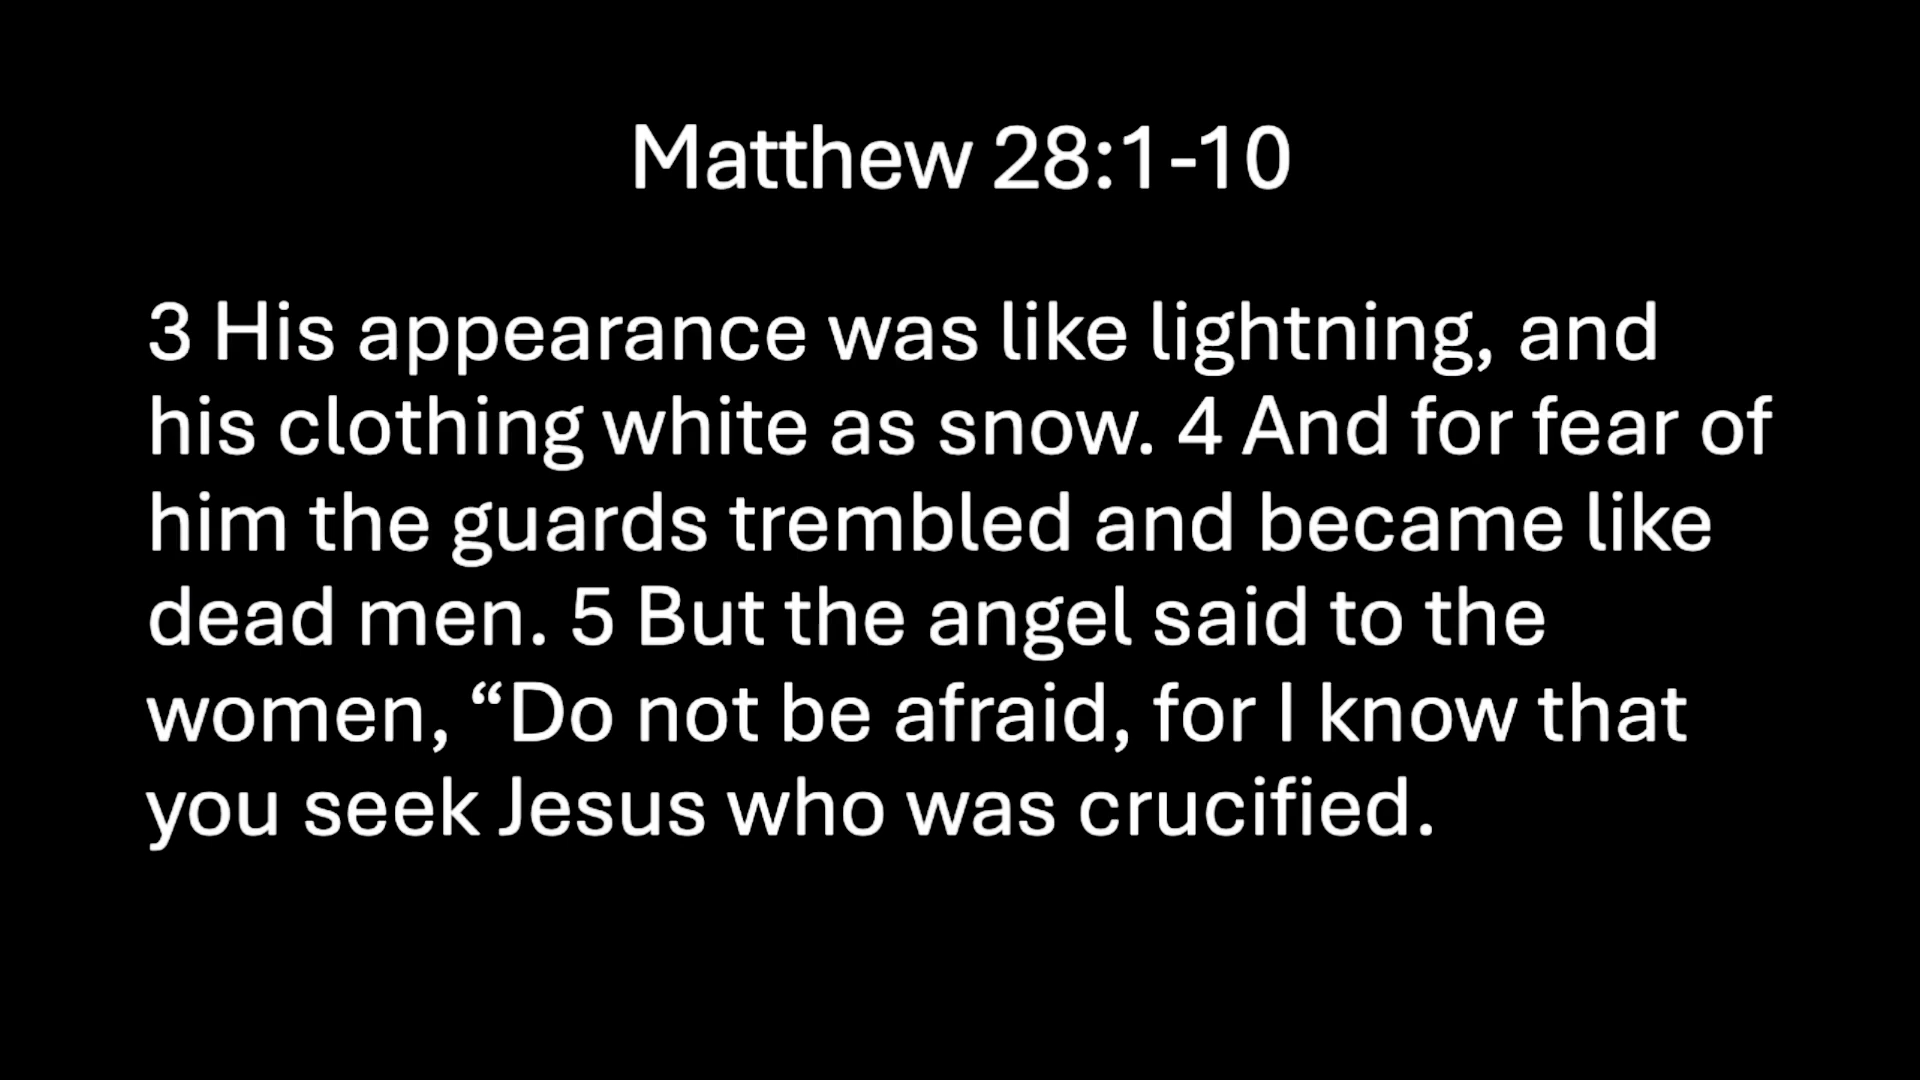 Matthew 28:1-10
3 His appearance was like lightning, and
his clothing white as snow. 4 And for fear of
him the guards trembled and became like
dead men. 5 But the angel said to the
women, “Do not be afraid, for I know that
you seek Jesus who was crucified.